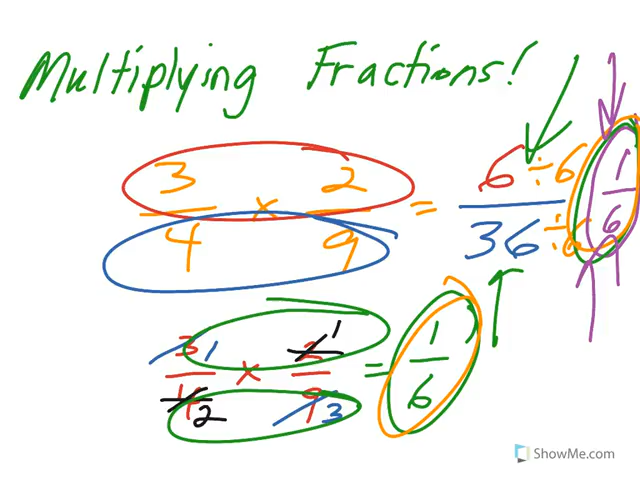 Multiplying Fractions!
3/4 × 2/9 = 6/36 ÷6/÷6 1/6
3 1/4 2 × 2 1/9 3 = 1/6
ShowMe.com